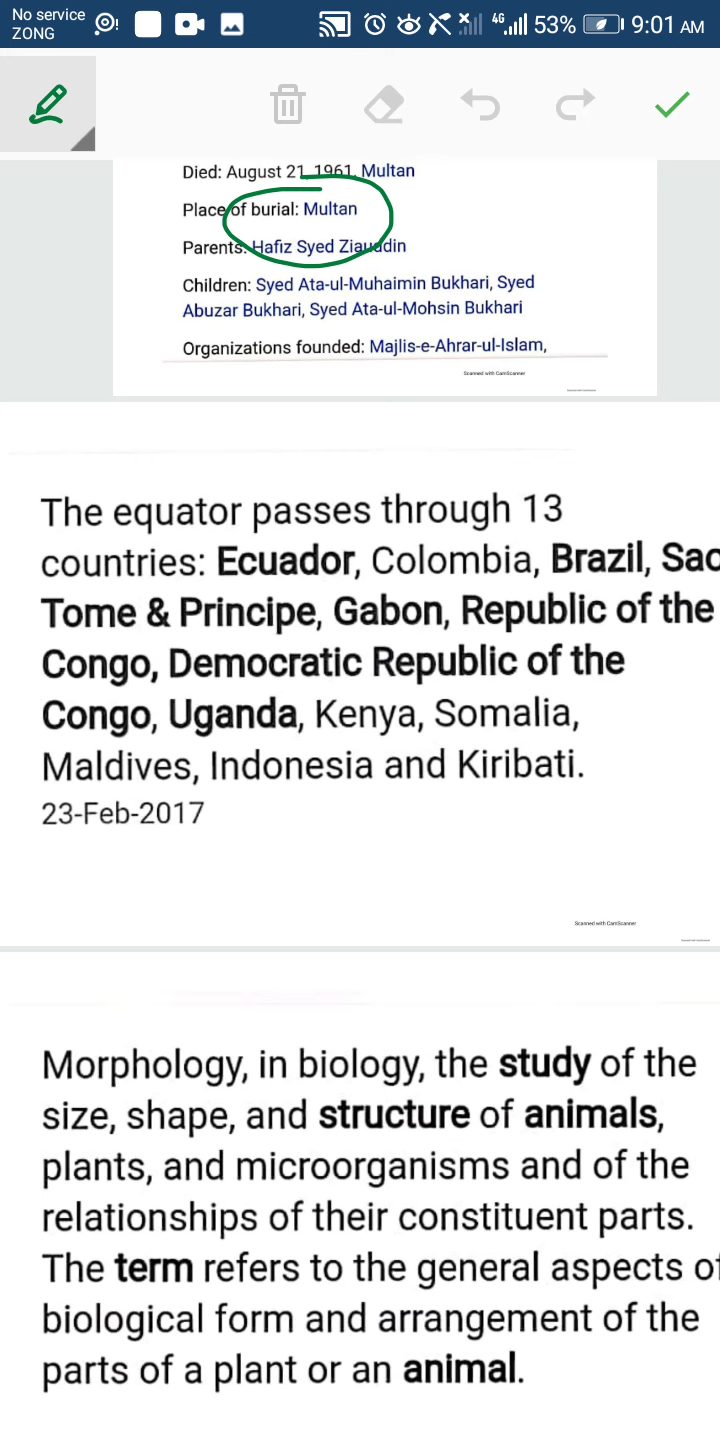 No service
ZONG
4G
53%
9:01 AM
Died: August 21, 1961, Multan
Place of burial: Multan
Parents: Hafiz Syed Ziauddin
Children: Syed Ata-ul-Muhaimin Bukhari, Syed
Abuzar Bukhari, Syed Ata-ul-Mohsin Bukhari
Organizations founded: Majlis-e-Ahrar-ul-Islam,
Scanned with CamScanner
The equator passes through 13
countries: Ecuador, Colombia, Brazil, Sao
Tome & Principe, Gabon, Republic of the
Congo, Democratic Republic of the
Congo, Uganda, Kenya, Somalia,
Maldives, Indonesia and Kiribati.
23-Feb-2017
Scanned with CamScanner
Morphology, in biology, the study of the
size, shape, and structure of animals,
plants, and microorganisms and of the
relationships of their constituent parts.
The term refers to the general aspects of
biological form and arrangement of the
parts of a plant or an animal.